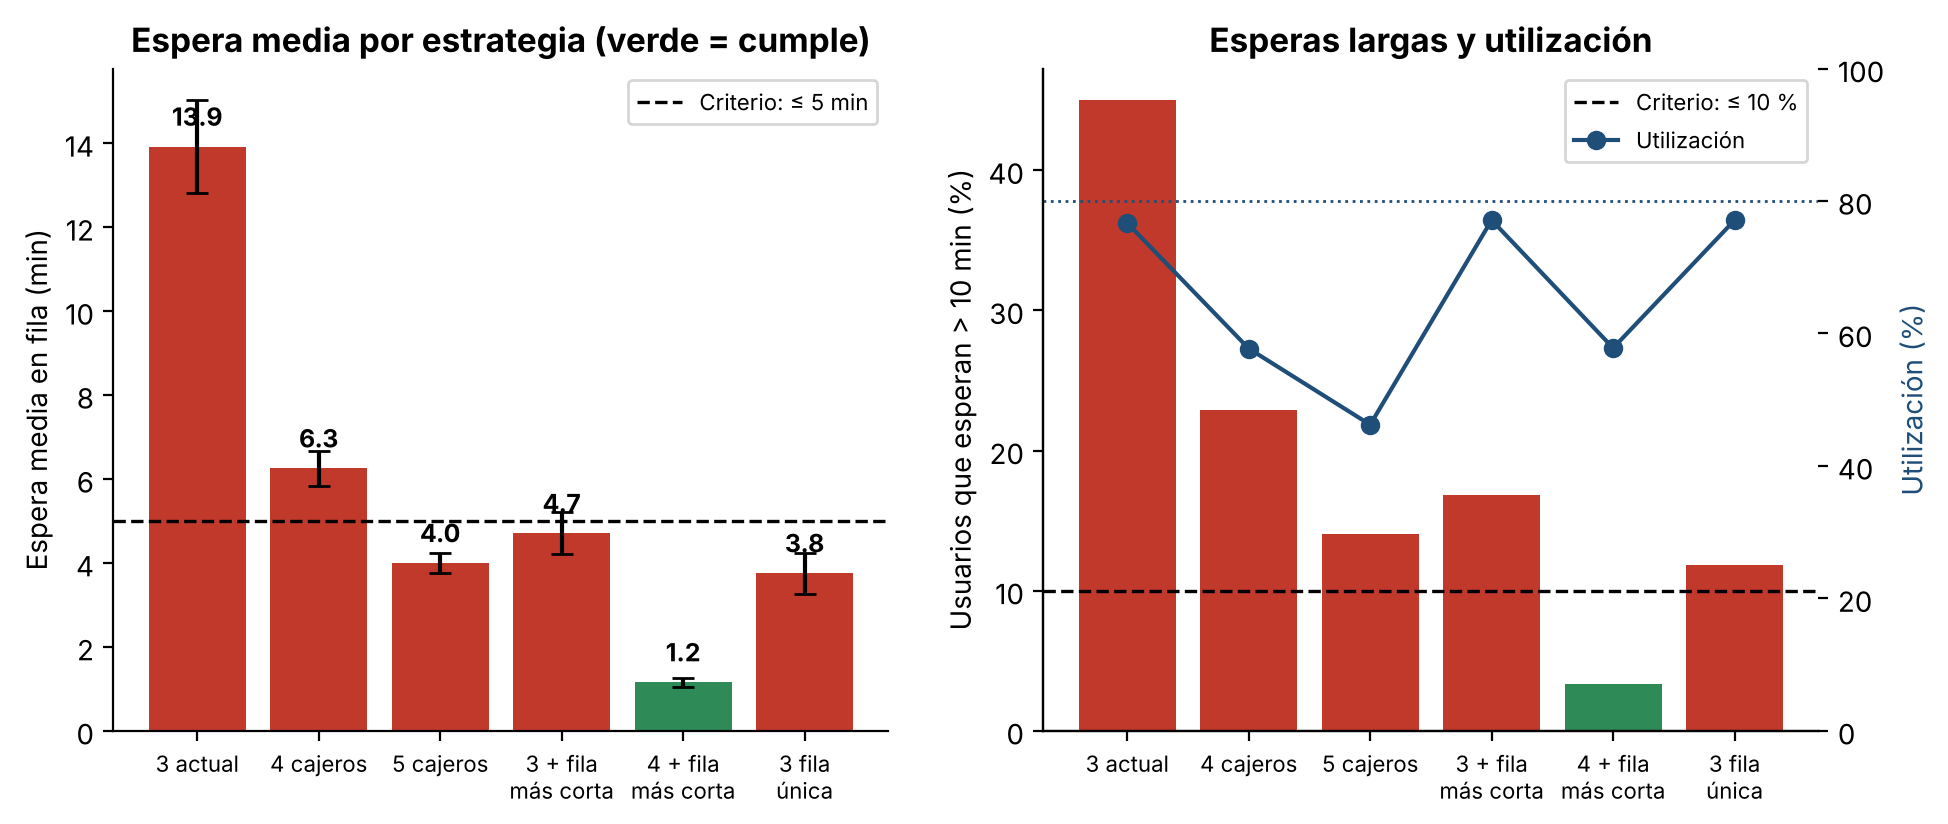 Espera media por estrategia (verde = cumple)
Criterio: ≤ 5 min
Espera media en fila (min)
14
12
10
8
6
4
2
0
13.9
6.3
4.0
4.7
1.2
3.8
3 actual
4 cajeros
5 cajeros
3 + fila
más corta
4 + fila
más corta
3 fila
única
Esperas largas y utilización
Criterio: ≤ 10 %
Utilización
Usuarios que esperan > 10 min (%)
40
30
20
10
0
100
80
60
40
20
0
Utilización (%)
3 actual
4 cajeros
5 cajeros
3 + fila
más corta
4 + fila
más corta
3 fila
única